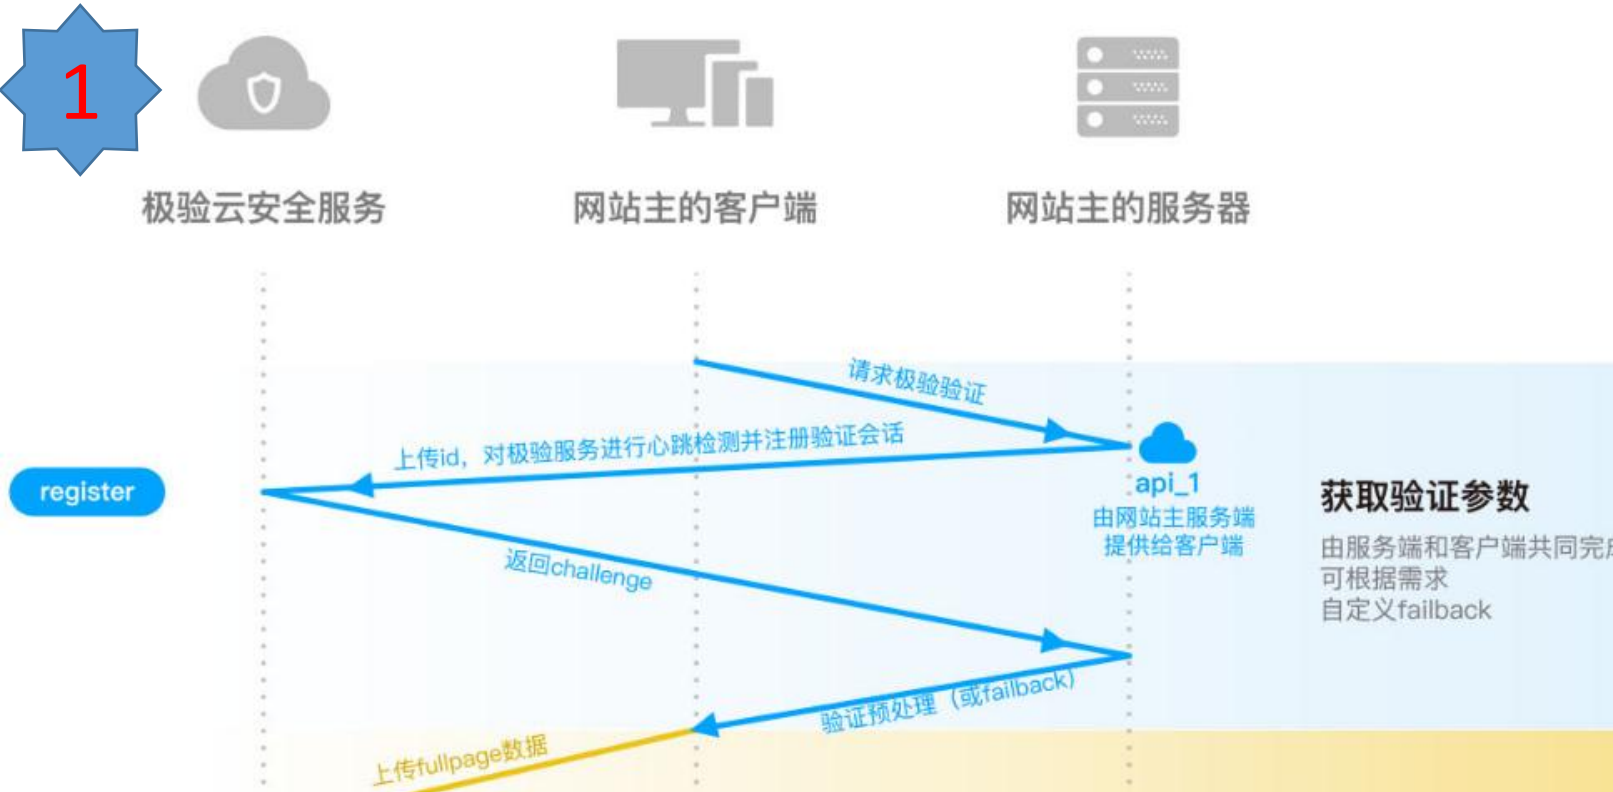 1
极验云安全服务
网站主的客户端
网站主的服务器
请求极验验证
上传id，对极验服务进行心跳检测并注册验证会话
register
api_1
由网站主服务端
提供给客户端
获取验证参数
由服务端和客户端共同完成
可根据需求
自定义failback
返回challenge
验证预处理（或failback）
上传fullpage数据